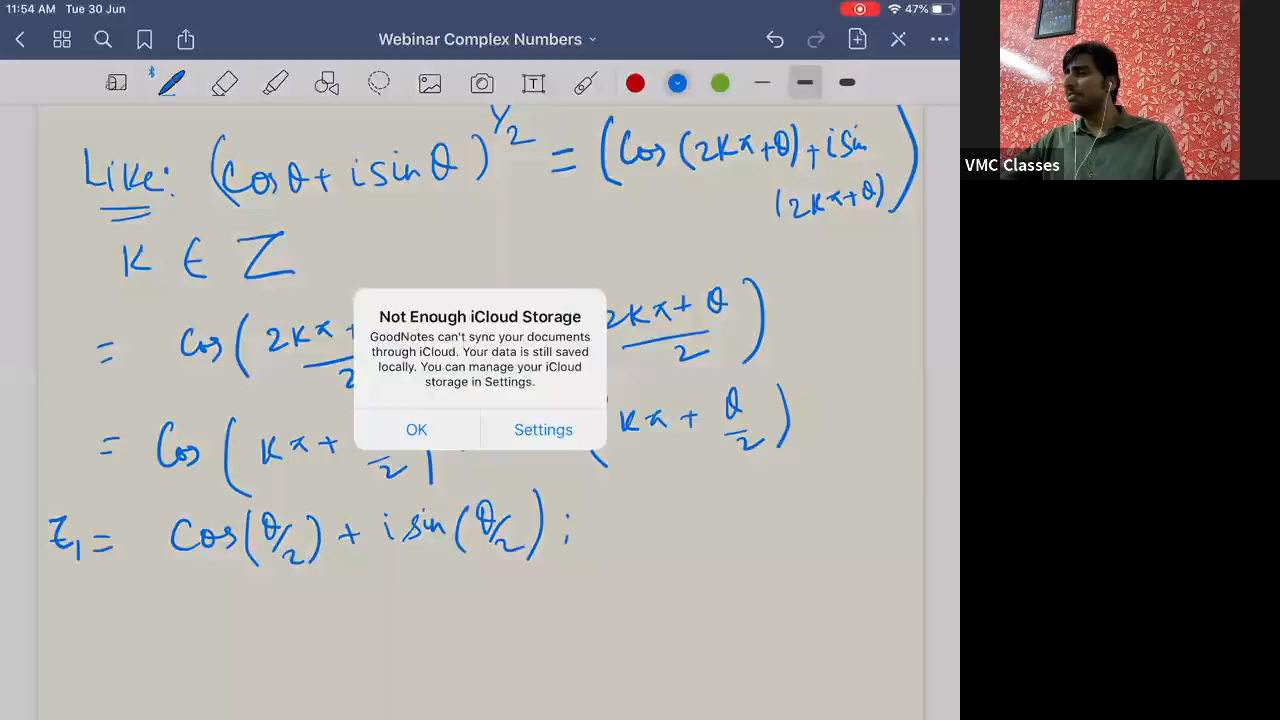 11:54 AM Tue 30 Jun
47%
Webinar Complex Numbers
VMC Classes
Like: (cosθ + i sinθ)^1/2 = (cos (2kπ+θ) + i sin
(2kπ+θ))
k ∈ Z
= cos(2kπ+ 2kπ+θ)
2 2
Not Enough iCloud Storage
GoodNotes can't sync your documents
through iCloud. Your data is still saved
locally. You can manage your iCloud
storage in Settings.
OK Settings
= cos(kπ+ /2) (kπ + θ/2)
Z₁ = cos(θ/2) + i sin(θ/2) ;